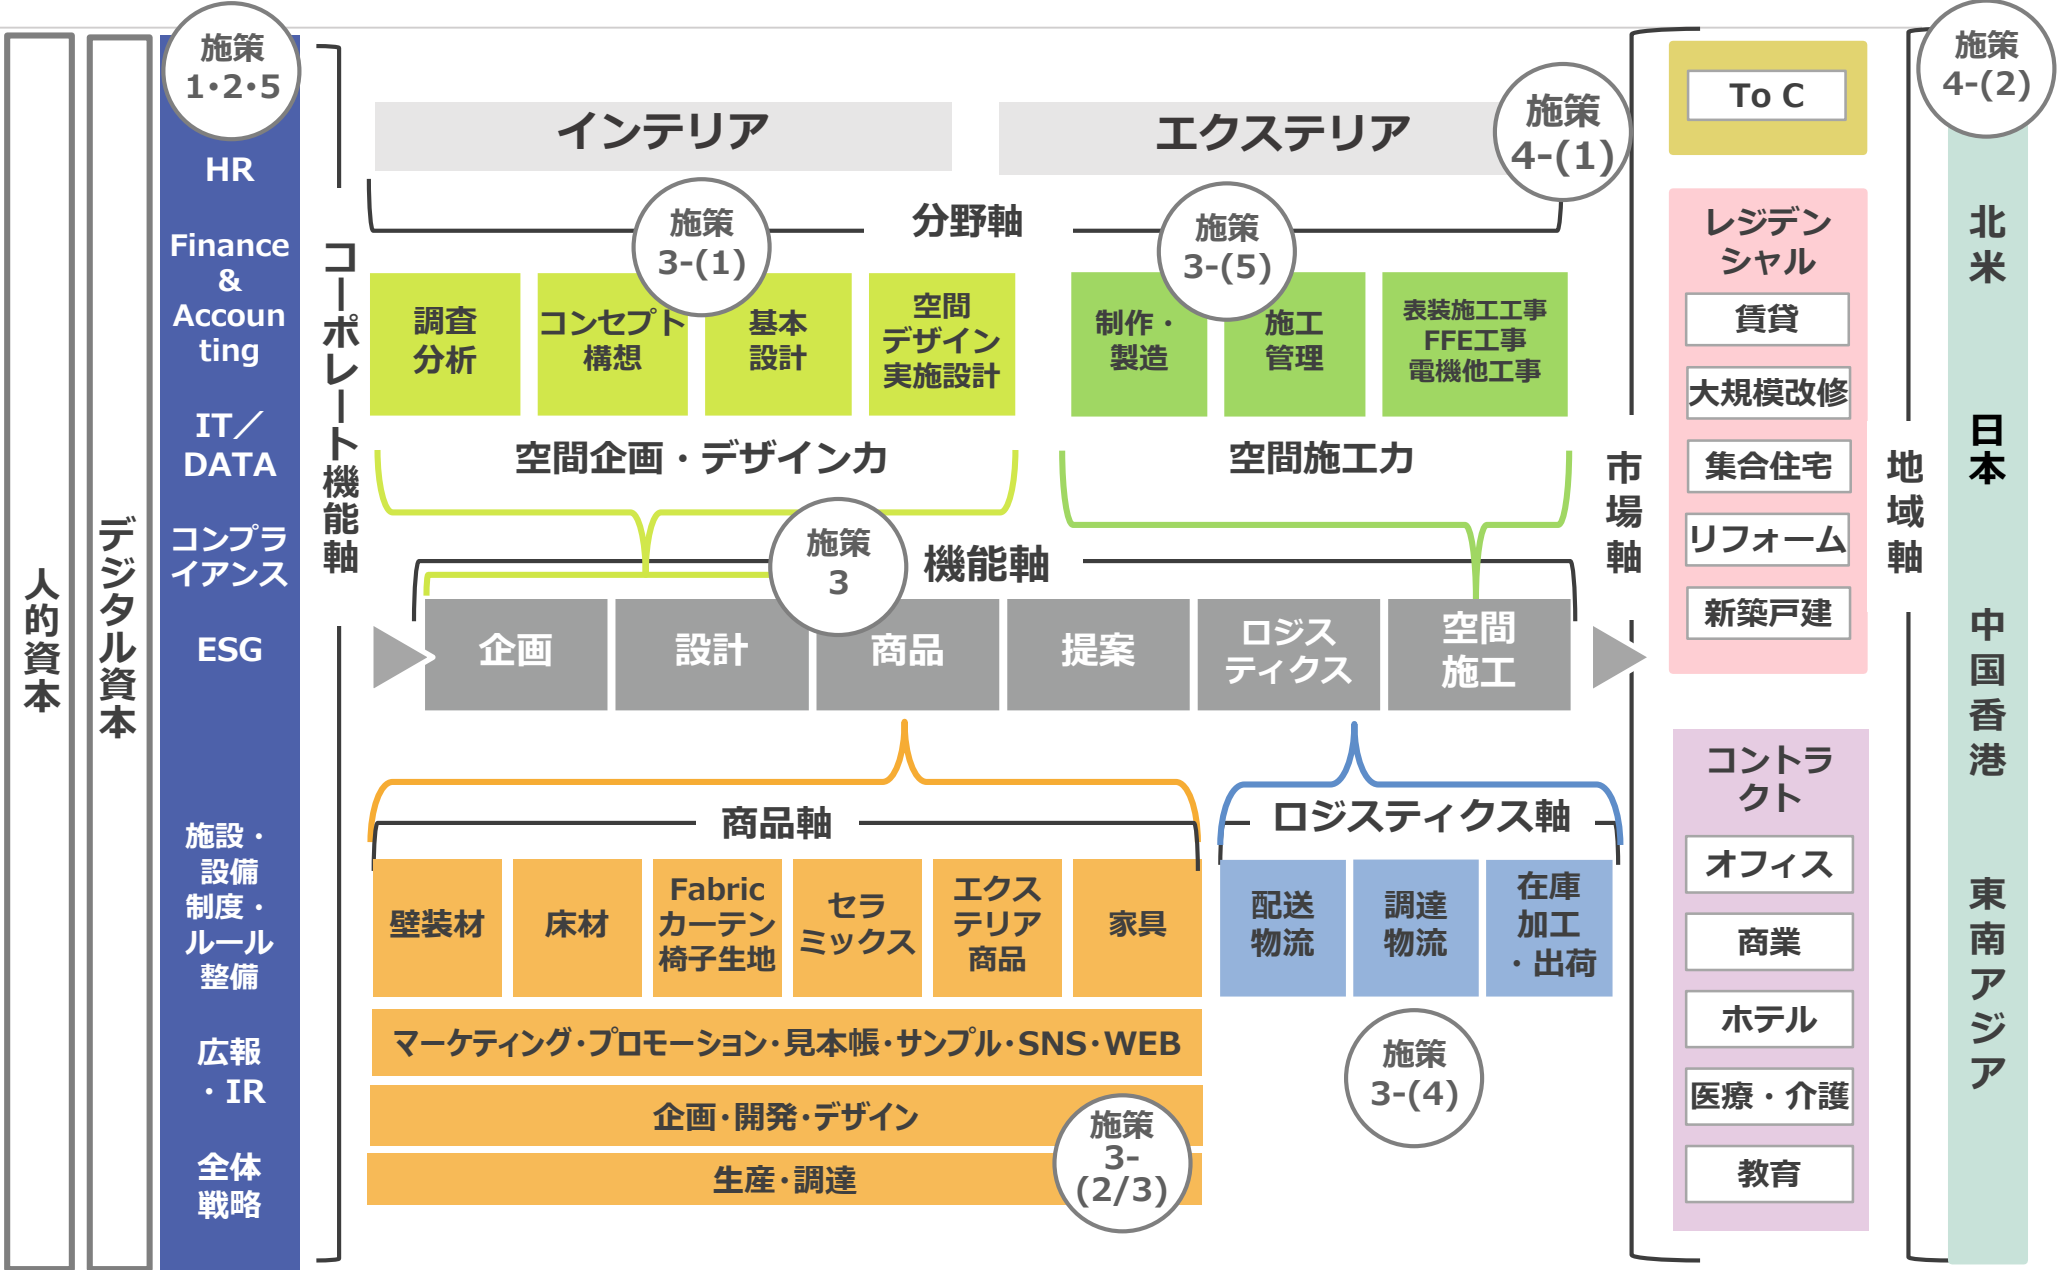 人的資本
デジタル資本
施策
1・2・5
HR
Finance
&
Accoun
ting
IT／
DATA
コンプラ
イアンス
ESG
施設・
設備
制度・
ルール
整備
広報
・IR
全体
戦略
コーポレート機能軸
インテリア
エクステリア
施策
4-(1)
分野軸
施策
3-(1)
施策
3-(5)
調査
分析
コンセプト
構想
基本
設計
空間
デザイン
実施設計
制作・
製造
施工
管理
表装施工工事
FFE工事
電機他工事
空間企画・デザイン力
空間施工力
施策
3
機能軸
企画
設計
商品
提案
ロジス
ティクス
空間
施工
商品軸
ロジスティクス軸
壁装材
床材
Fabric
カーテン
椅子生地
セラ
ミックス
エクス
テリア
商品
家具
配送
物流
調達
物流
在庫
加工
・出荷
マーケティング・プロモーション・見本帳・サンプル・SNS・WEB
企画・開発・デザイン
生産・調達
施策
3-
(2/3)
施策
3-(4)
市場軸
To C
レジデン
シャル
賃貸
大規模改修
集合住宅
リフォーム
新築戸建
コントラ
クト
オフィス
商業
ホテル
医療・介護
教育
地域軸
施策
4-(2)
北米
日本
中国香港
東南アジア